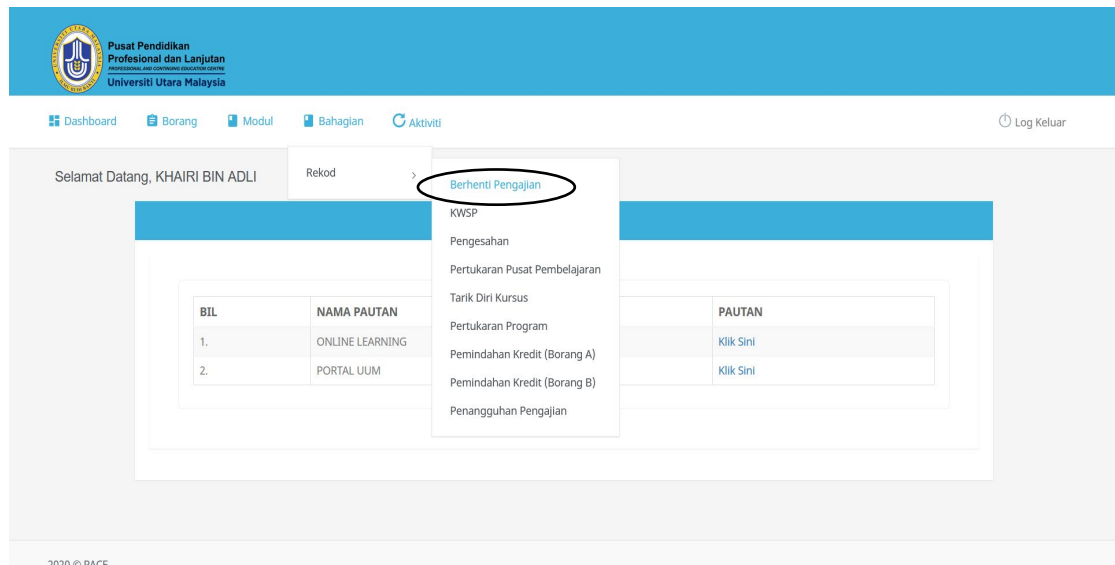 Pusat Pendidikan
Profesional dan Lanjutan
PROFESSIONAL AND CONTINUING EDUCATION CENTRE
Universiti Utara Malaysia
Dashboard Borang Modul Bahagian Aktiviti Log Keluar
Selamat Datang, KHAIRI BIN ADLI
Rekod >
Berhenti Pengajian
KWSP
Pengesahan
Pertukaran Pusat Pembelajaran
Tarik Diri Kursus
Pertukaran Program
Pemindahan Kredit (Borang A)
Pemindahan Kredit (Borang B)
Penangguhan Pengajian
BIL NAMA PAUTAN PAUTAN
1. ONLINE LEARNING Klik Sini
2. PORTAL UUM Klik Sini
2020 © PACE